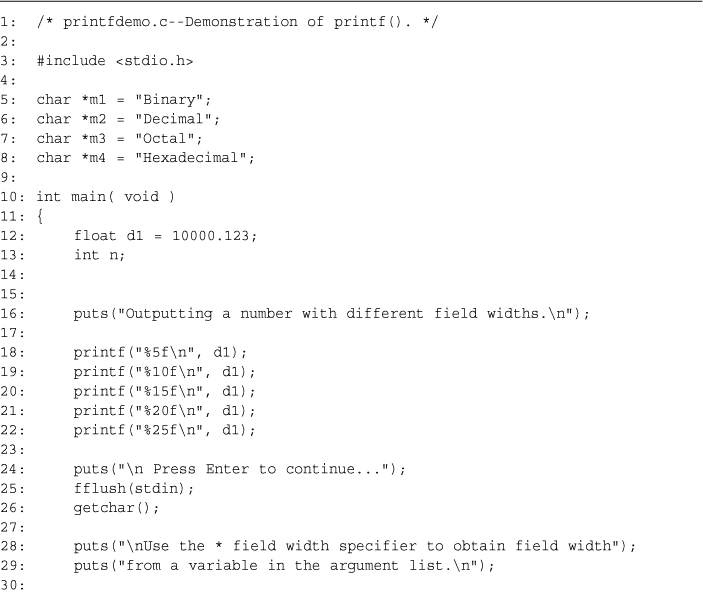 1: /* printfdemo.c--Demonstration of printf(). */
2:
3: #include <stdio.h>
4:
5: char *m1 = "Binary";
6: char *m2 = "Decimal";
7: char *m3 = "Octal";
8: char *m4 = "Hexadecimal";
9:
10: int main( void )
11: {
12:     float d1 = 10000.123;
13:     int n;
14:
15:
16:     puts("Outputting a number with different field widths.\n");
17:
18:     printf("%5f\n", d1);
19:     printf("%10f\n", d1);
20:     printf("%15f\n", d1);
21:     printf("%20f\n", d1);
22:     printf("%25f\n", d1);
23:
24:     puts("\n Press Enter to continue...");
25:     fflush(stdin);
26:     getchar();
27:
28:     puts("\nUse the * field width specifier to obtain field width");
29:     puts("from a variable in the argument list.\n");
30: